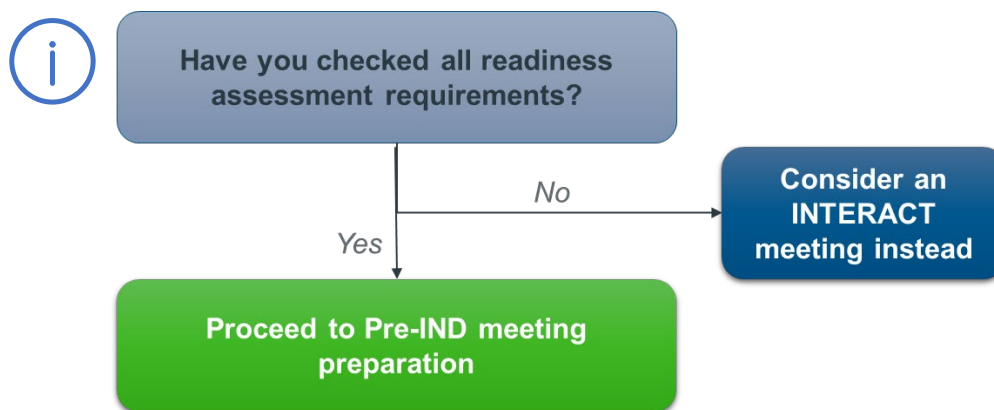 i
Have you checked all readiness
assessment requirements?
No
Consider an
INTERACT
meeting instead
Yes
Proceed to Pre-IND meeting
preparation